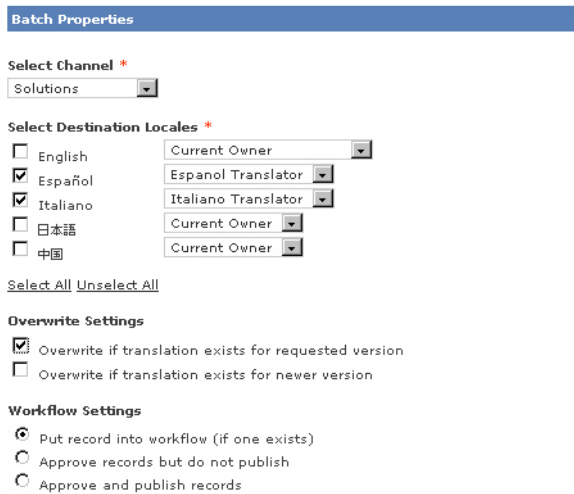 Batch Properties
Select Channel *
Solutions
Select Destination Locales *
English Current Owner
Español Espanol Translator
Italiano Italiano Translator
日本語 Current Owner
中国 Current Owner
Select All Unselect All
Overwrite Settings
Overwrite if translation exists for requested version
Overwrite if translation exists for newer version
Workflow Settings
Put record into workflow (if one exists)
Approve records but do not publish
Approve and publish records